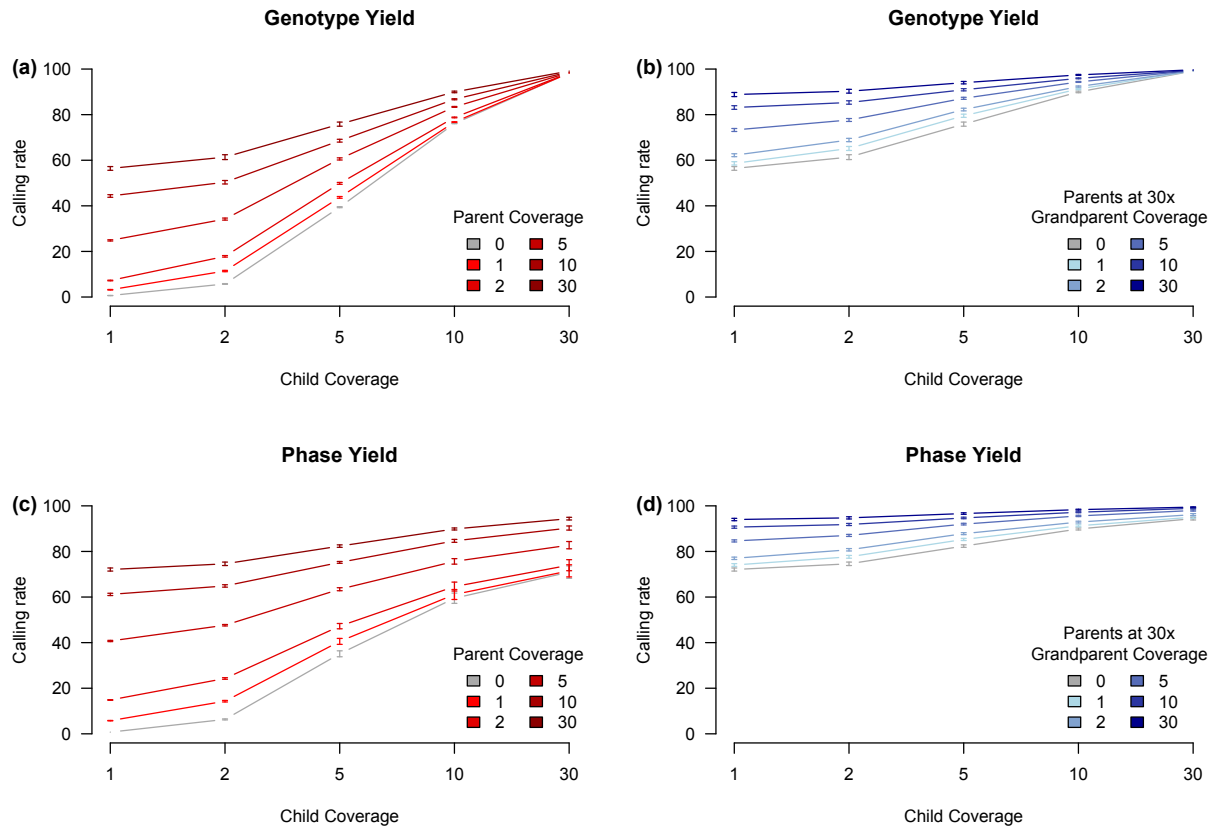 Genotype Yield
(a)
100
80
60
40
20
0
Calling rate
1 2 5 10 30
Child Coverage
Parent Coverage
0 5
1 10
2 30
Genotype Yield
(b)
100
80
60
40
20
0
Calling rate
1 2 5 10 30
Child Coverage
Parents at 30x
Grandparent Coverage
0 5
1 10
2 30
Phase Yield
(c)
100
80
60
40
20
0
Calling rate
1 2 5 10 30
Child Coverage
Parent Coverage
0 5
1 10
2 30
Phase Yield
(d)
100
80
60
40
20
0
Calling rate
1 2 5 10 30
Child Coverage
Parents at 30x
Grandparent Coverage
0 5
1 10
2 30